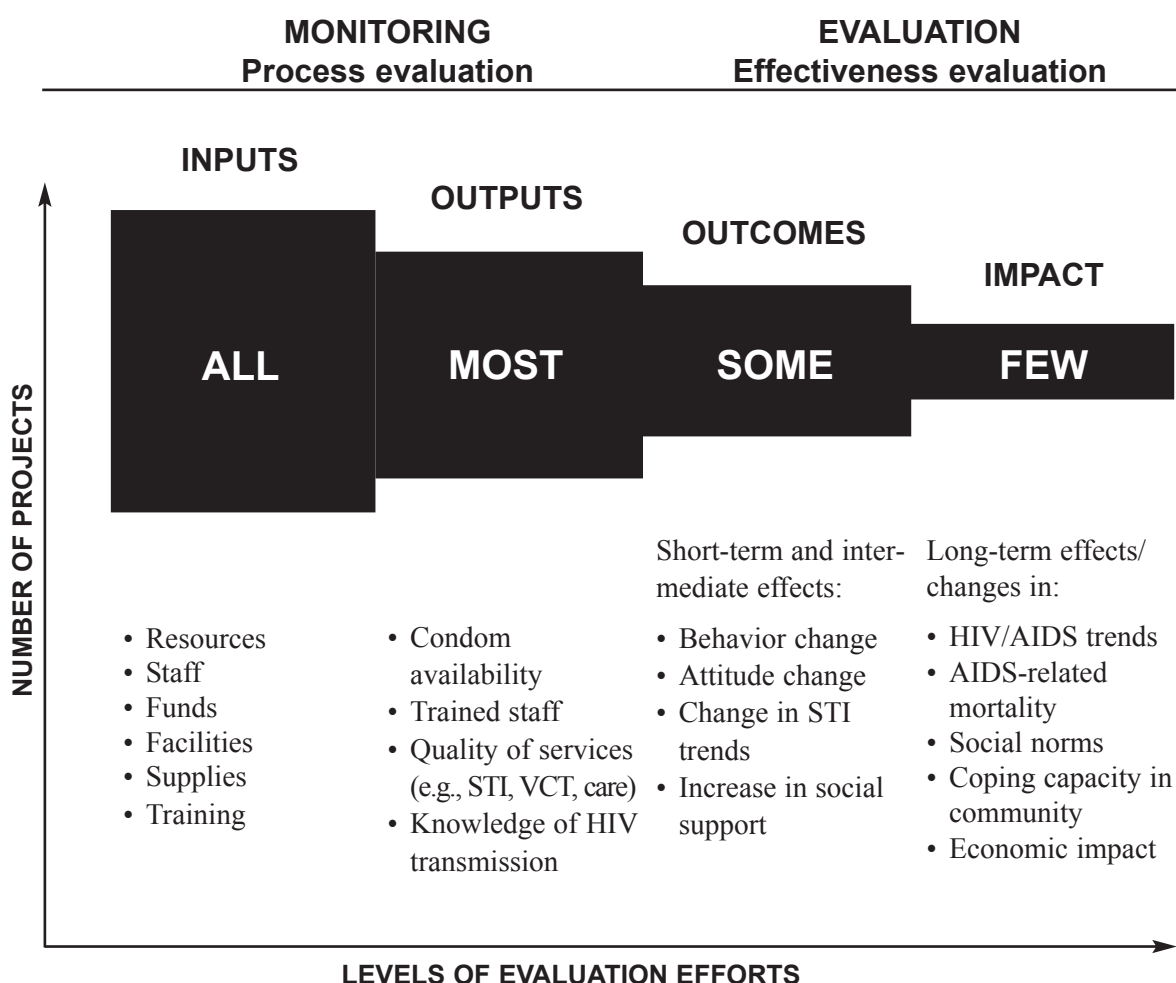 MONITORING
Process evaluation
EVALUATION
Effectiveness evaluation
INPUTS
OUTPUTS
OUTCOMES
IMPACT
ALL
MOST
SOME
FEW
NUMBER OF PROJECTS
• Resources
• Staff
• Funds
• Facilities
• Supplies
• Training
• Condom
availability
• Trained staff
• Quality of services
(e.g., STI, VCT, care)
• Knowledge of HIV
transmission
Short-term and inter-
mediate effects:
• Behavior change
• Attitude change
• Change in STI
trends
• Increase in social
support
Long-term effects/
changes in:
• HIV/AIDS trends
• AIDS-related
mortality
• Social norms
• Coping capacity in
community
• Economic impact
LEVELS OF EVALUATION EFFORTS